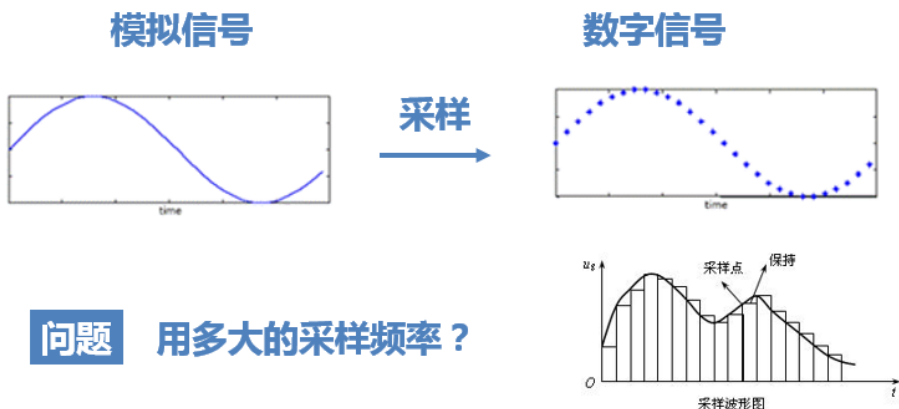 模拟信号
数字信号
采样
time
time
问题
用多大的采样频率？
采样点
保持
O
t
采样波形图